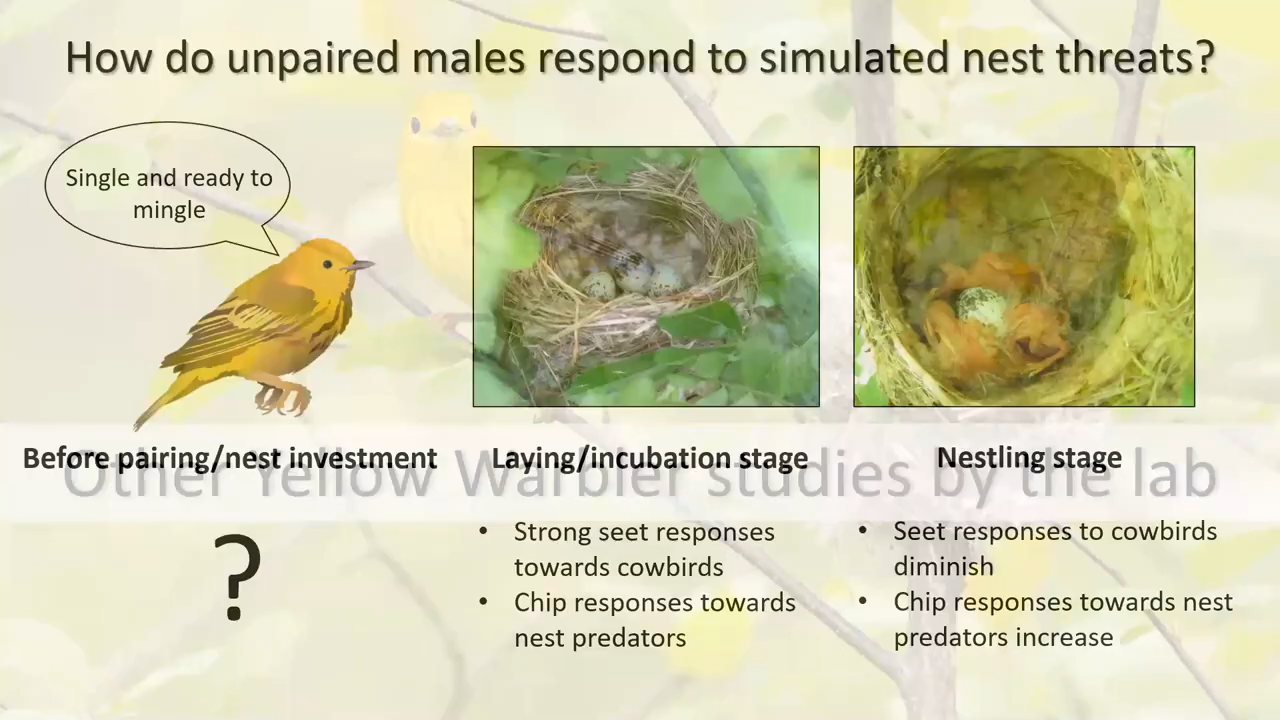 How do unpaired males respond to simulated nest threats?
Single and ready to
mingle
Before pairing/nest investment
Laying/incubation stage
Nestling stage
Other Yellow Warbler studies by the lab
?
• Strong seet responses
towards cowbirds
• Chip responses towards
nest predators
• Seet responses to cowbirds
diminish
• Chip responses towards nest
predators increase